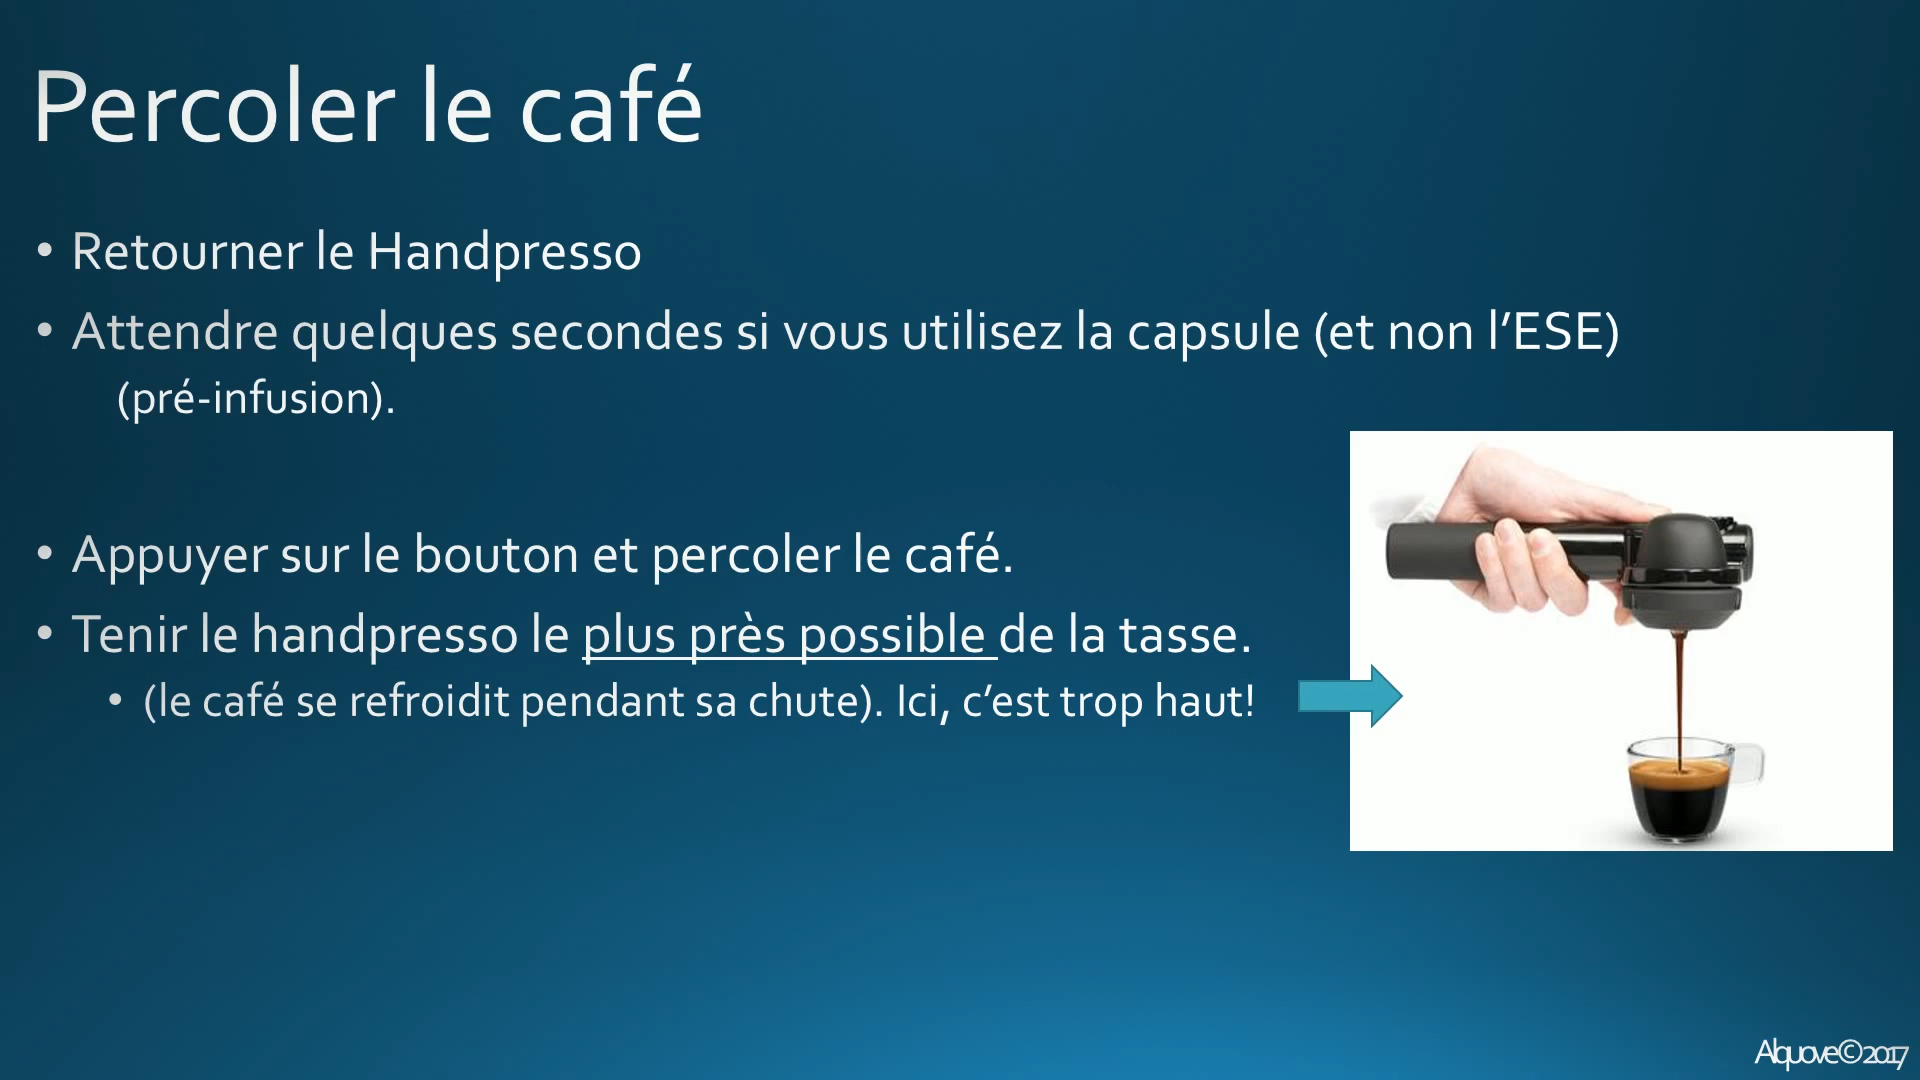 Percoler le café
• Retourner le Handpresso
• Attendre quelques secondes si vous utilisez la capsule (et non l’ESE)
(pré-infusion).
• Appuyer sur le bouton et percoler le café.
• Tenir le handpresso le plus près possible de la tasse.
• (le café se refroidit pendant sa chute). Ici, c’est trop haut!
Alquove©2017